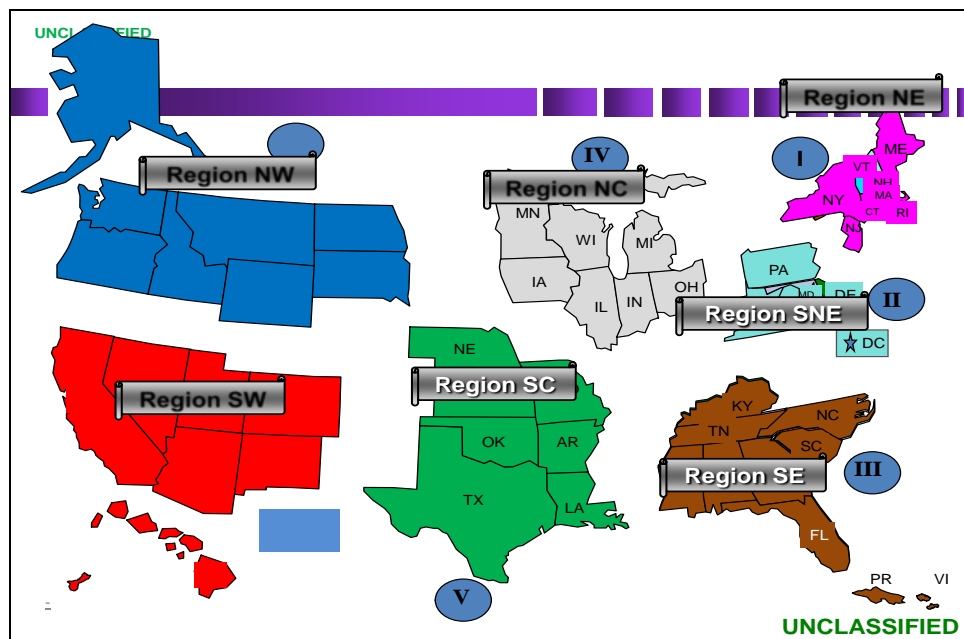 UNCLASSIFIED
Region NE
IV
I
ME
VT
Region NW
Region NC
NH
MA
NY
CT
RI
MN
NJ
WI
MI
PA
IA
OH
MD
DE
IL
IN
II
Region SNE
DC
NE
Region SC
Region SW
KY
NC
TN
OK
AR
SC
III
Region SE
TX
LA
FL
V
PR
VI
UNCLASSIFIED